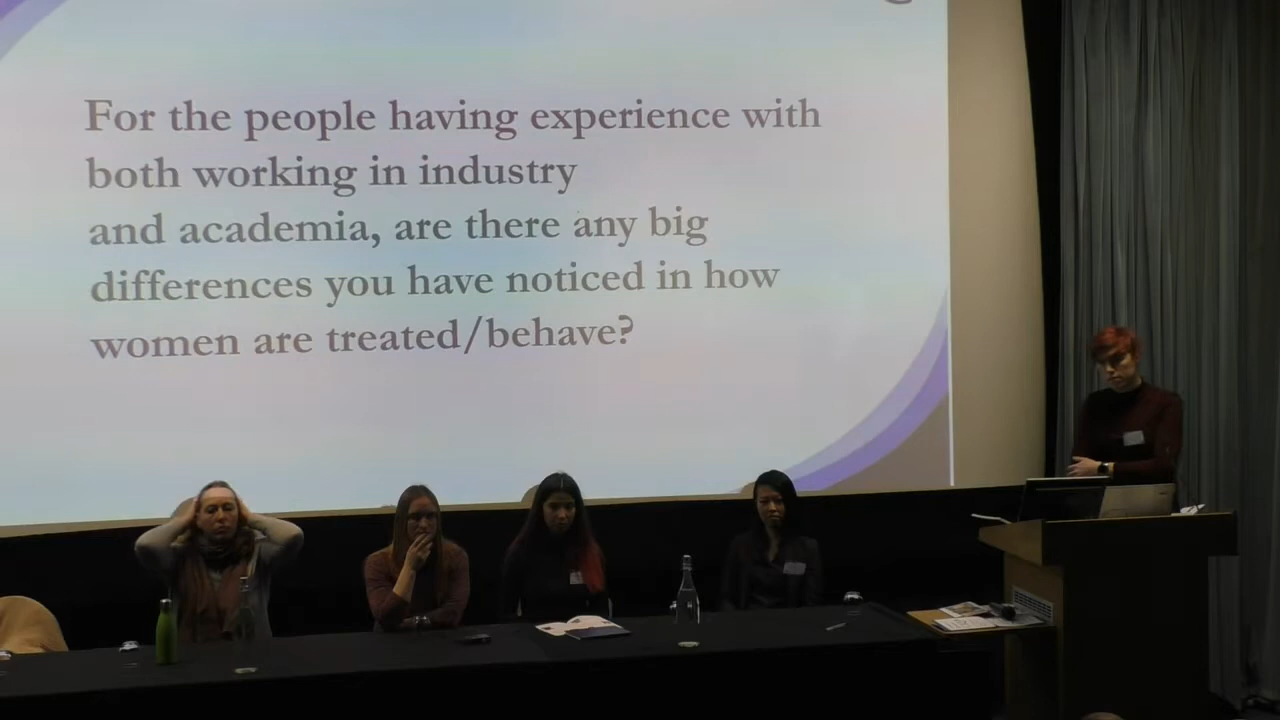 For the people having experience with
both working in industry
and academia, are there any big
differences you have noticed in how
women are treated/behave?